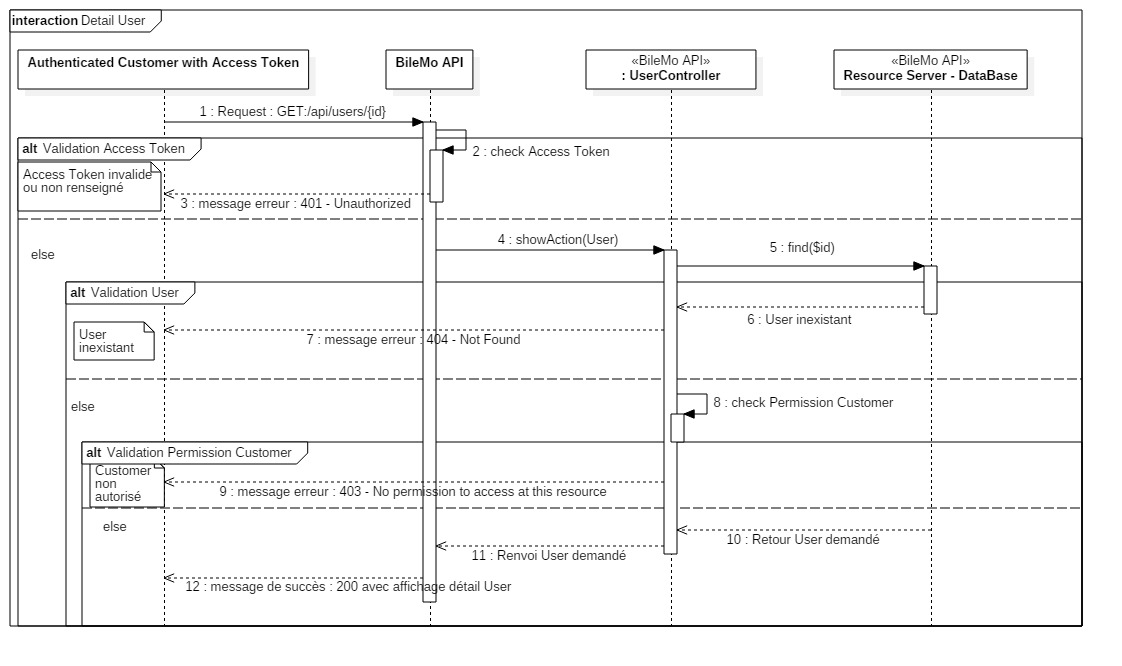 interaction Detail User
Authenticated Customer with Access Token
BileMo API
«BileMo API»
: UserController
«BileMo API»
Resource Server - DataBase
1 : Request : GET:/api/users/{id}
alt Validation Access Token
2 : check Access Token
Access Token invalide
ou non renseigné
3 : message erreur : 401 - Unauthorized
else
4 : showAction(User)
5 : find($id)
alt Validation User
6 : User inexistant
User
inexistant
7 : message erreur : 404 - Not Found
else
8 : check Permission Customer
alt Validation Permission Customer
Customer
non
autorisé
9 : message erreur : 403 - No permission to access at this resource
else
10 : Retour User demandé
11 : Renvoi User demandé
12 : message de succès : 200 avec affichage détail User